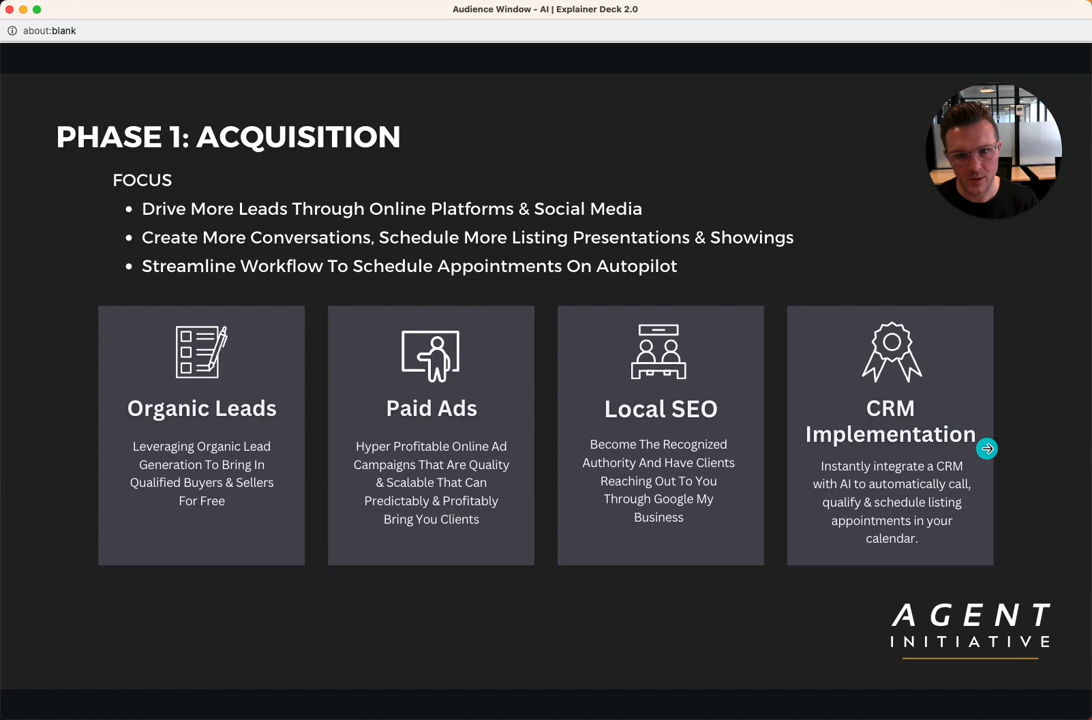 Audience Window - AI | Explainer Deck 2.0
about:blank
PHASE 1: ACQUISITION
FOCUS
• Drive More Leads Through Online Platforms & Social Media
• Create More Conversations, Schedule More Listing Presentations & Showings
• Streamline Workflow To Schedule Appointments On Autopilot
Organic Leads
Leveraging Organic Lead
Generation To Bring In
Qualified Buyers & Sellers
For Free
Paid Ads
Hyper Profitable Online Ad
Campaigns That Are Quality
& Scalable That Can
Predictably & Profitably
Bring You Clients
Local SEO
Become The Recognized
Authority And Have Clients
Reaching Out To You
Through Google My
Business
CRM
Implementation
Instantly integrate a CRM
with AI to automatically call,
qualify & schedule listing
appointments in your
calendar.
AGENT
INITIATIVE